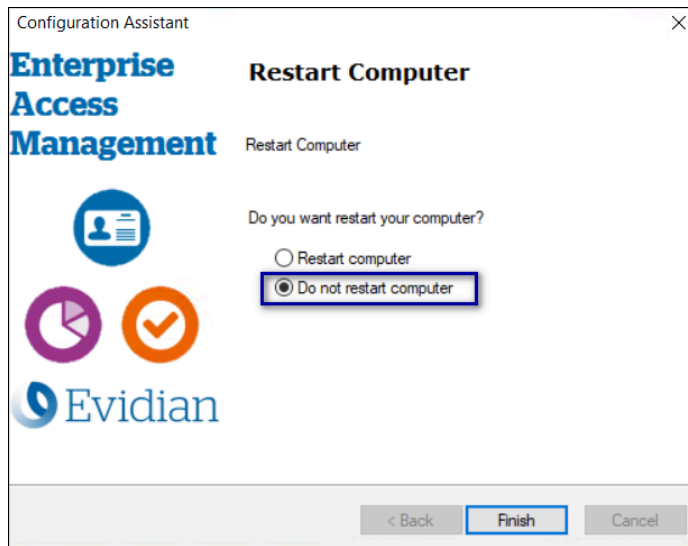 Configuration Assistant
Enterprise
Access
Management
Restart Computer
Restart Computer
Do you want restart your computer?
Restart computer
Do not restart computer
Evidian
< Back
Finish
Cancel